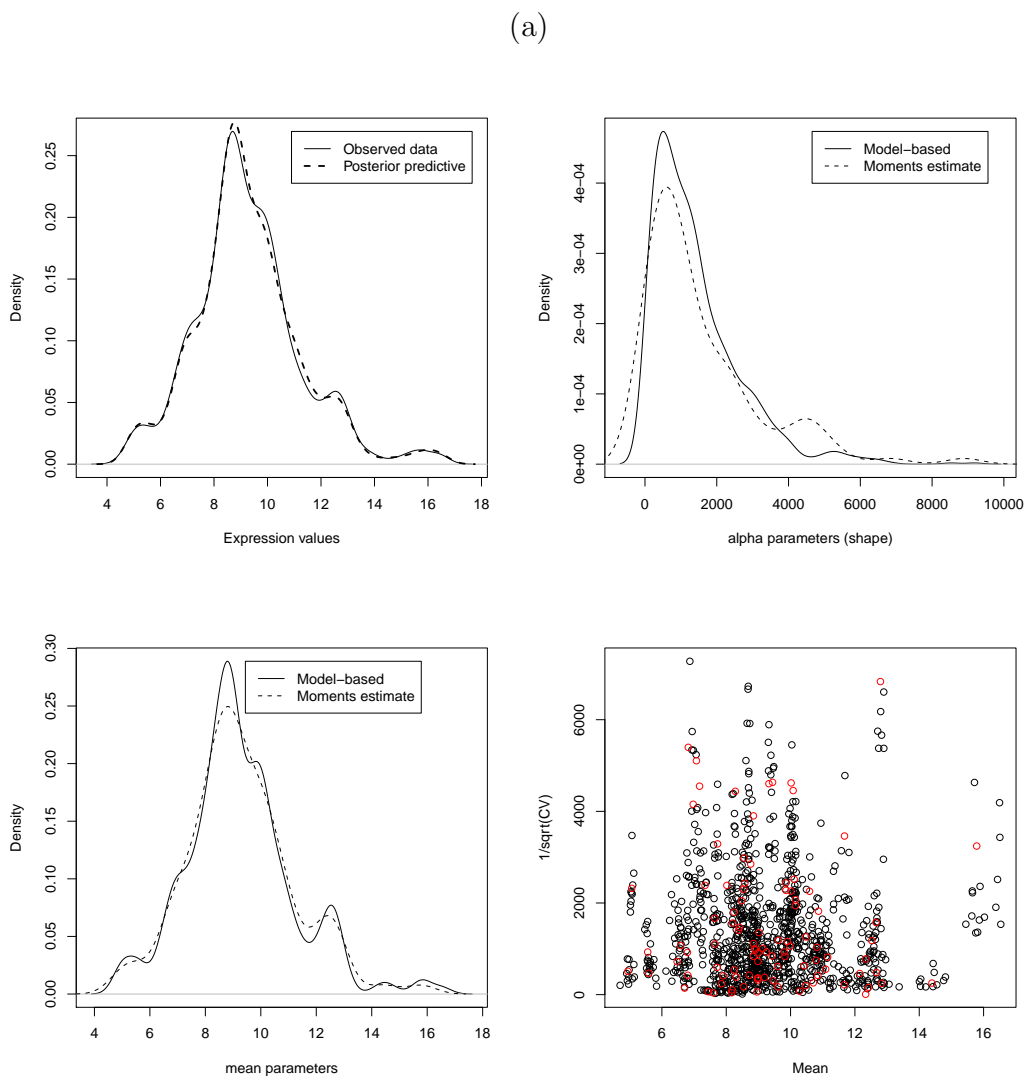 (a)
Observed data
Posterior predictive
0.00 0.05 0.10 0.15 0.20 0.25
Density
4 6 8 10 12 14 16 18
Expression values
Model−based
Moments estimate
0e+00 1e−04 2e−04 3e−04 4e−04
Density
0 2000 4000 6000 8000 10000
alpha parameters (shape)
Model−based
Moments estimate
0.00 0.05 0.10 0.15 0.20 0.25 0.30
Density
4 6 8 10 12 14 16
mean parameters
0 2000 4000 6000
1/sqrt(CV)
6 8 10 12 14 16
Mean